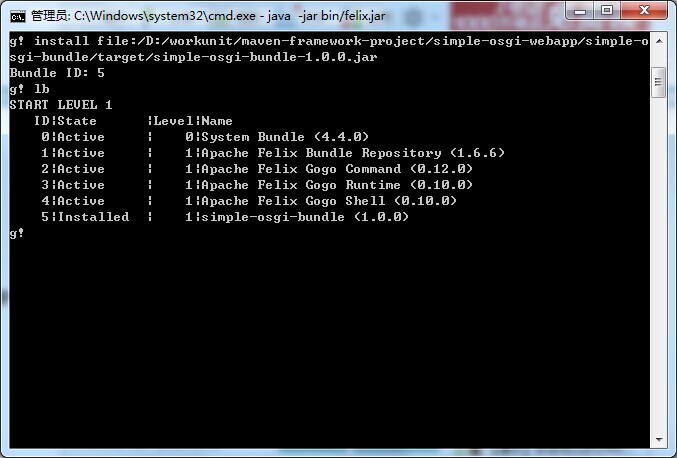 管理员: C:\Windows\system32\cmd.exe - java  -jar bin/felix.jar
g! install file:/D:/workunit/maven-framework-project/simple-osgi-webapp/simple-o
sgi-bundle/target/simple-osgi-bundle-1.0.0.jar
Bundle ID: 5
g! lb
START LEVEL 1
   ID|State      |Level|Name
    0|Active     |    0|System Bundle (4.4.0)
    1|Active     |    1|Apache Felix Bundle Repository (1.6.6)
    2|Active     |    1|Apache Felix Gogo Command (0.12.0)
    3|Active     |    1|Apache Felix Gogo Runtime (0.10.0)
    4|Active     |    1|Apache Felix Gogo Shell (0.10.0)
    5|Installed  |    1|simple-osgi-bundle (1.0.0)
g!